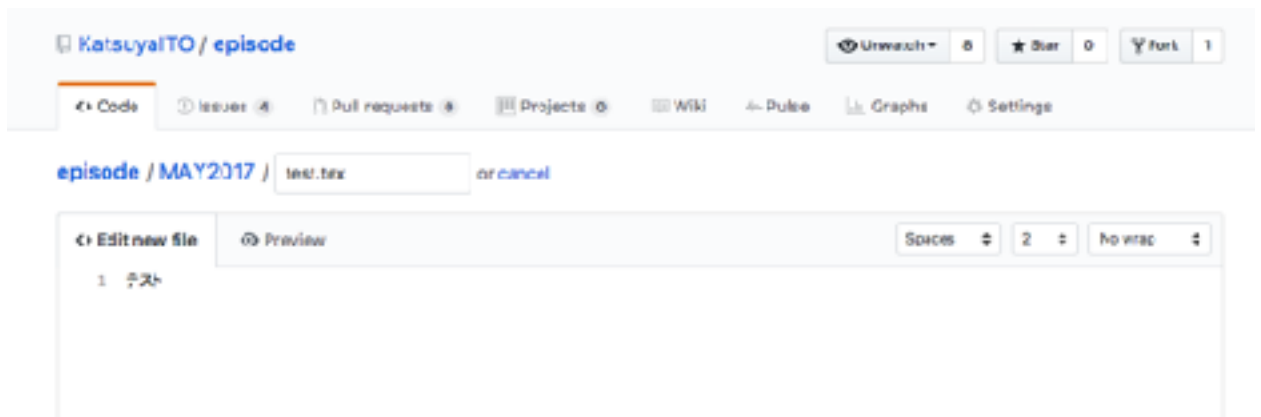 KatsuyaITO / episode
Unwatch 8 Star 0 Fork 1
Code Issues 4 Pull requests Projects 0 Wiki Pulse Graphs Settings
episode / MAY2017 / test.tex or cancel
Edit new file Preview Spaces 2 No wrap
1 テスト